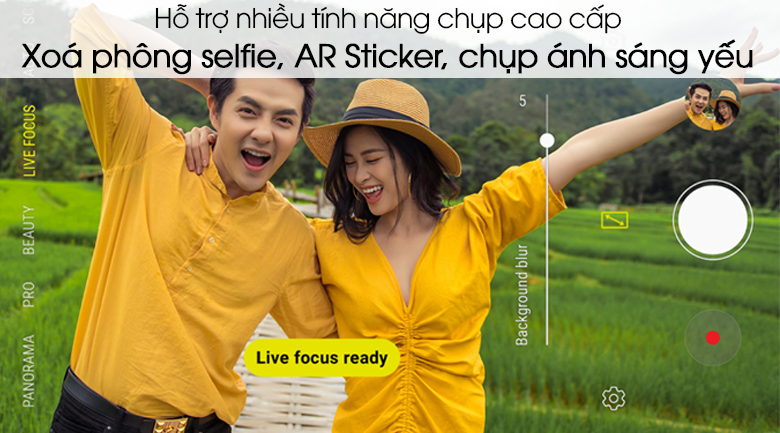 Hỗ trợ nhiều tính năng chụp cao cấp
Xoá phông selfie, AR Sticker, chụp ánh sáng yếu
LIVE FOCUS
BEAUTY
PRO
PANORAMA
5
Background blur
Live focus ready